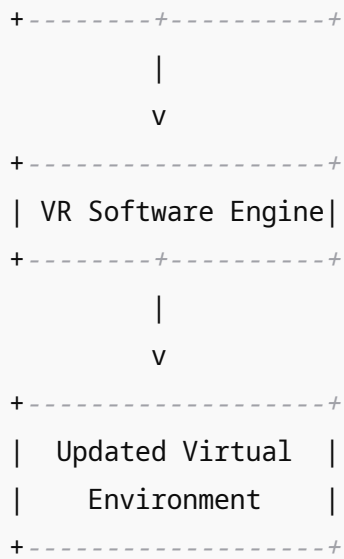 +--------+----------+
|
v
+-------------------+
| VR Software Engine|
+--------+----------+
|
v
+-------------------+
|  Updated Virtual  |
|    Environment    |
+-------------------+